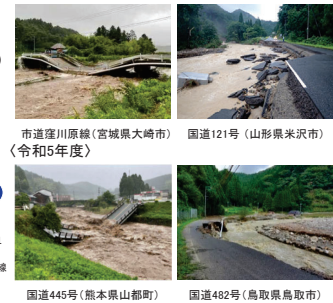 市道窪川原線(宮城県大崎市) 国道121号 (山形県米沢市)
〈令和5年度〉
線
国道445号(熊本県山都町) 国道482号(鳥取県鳥取市)